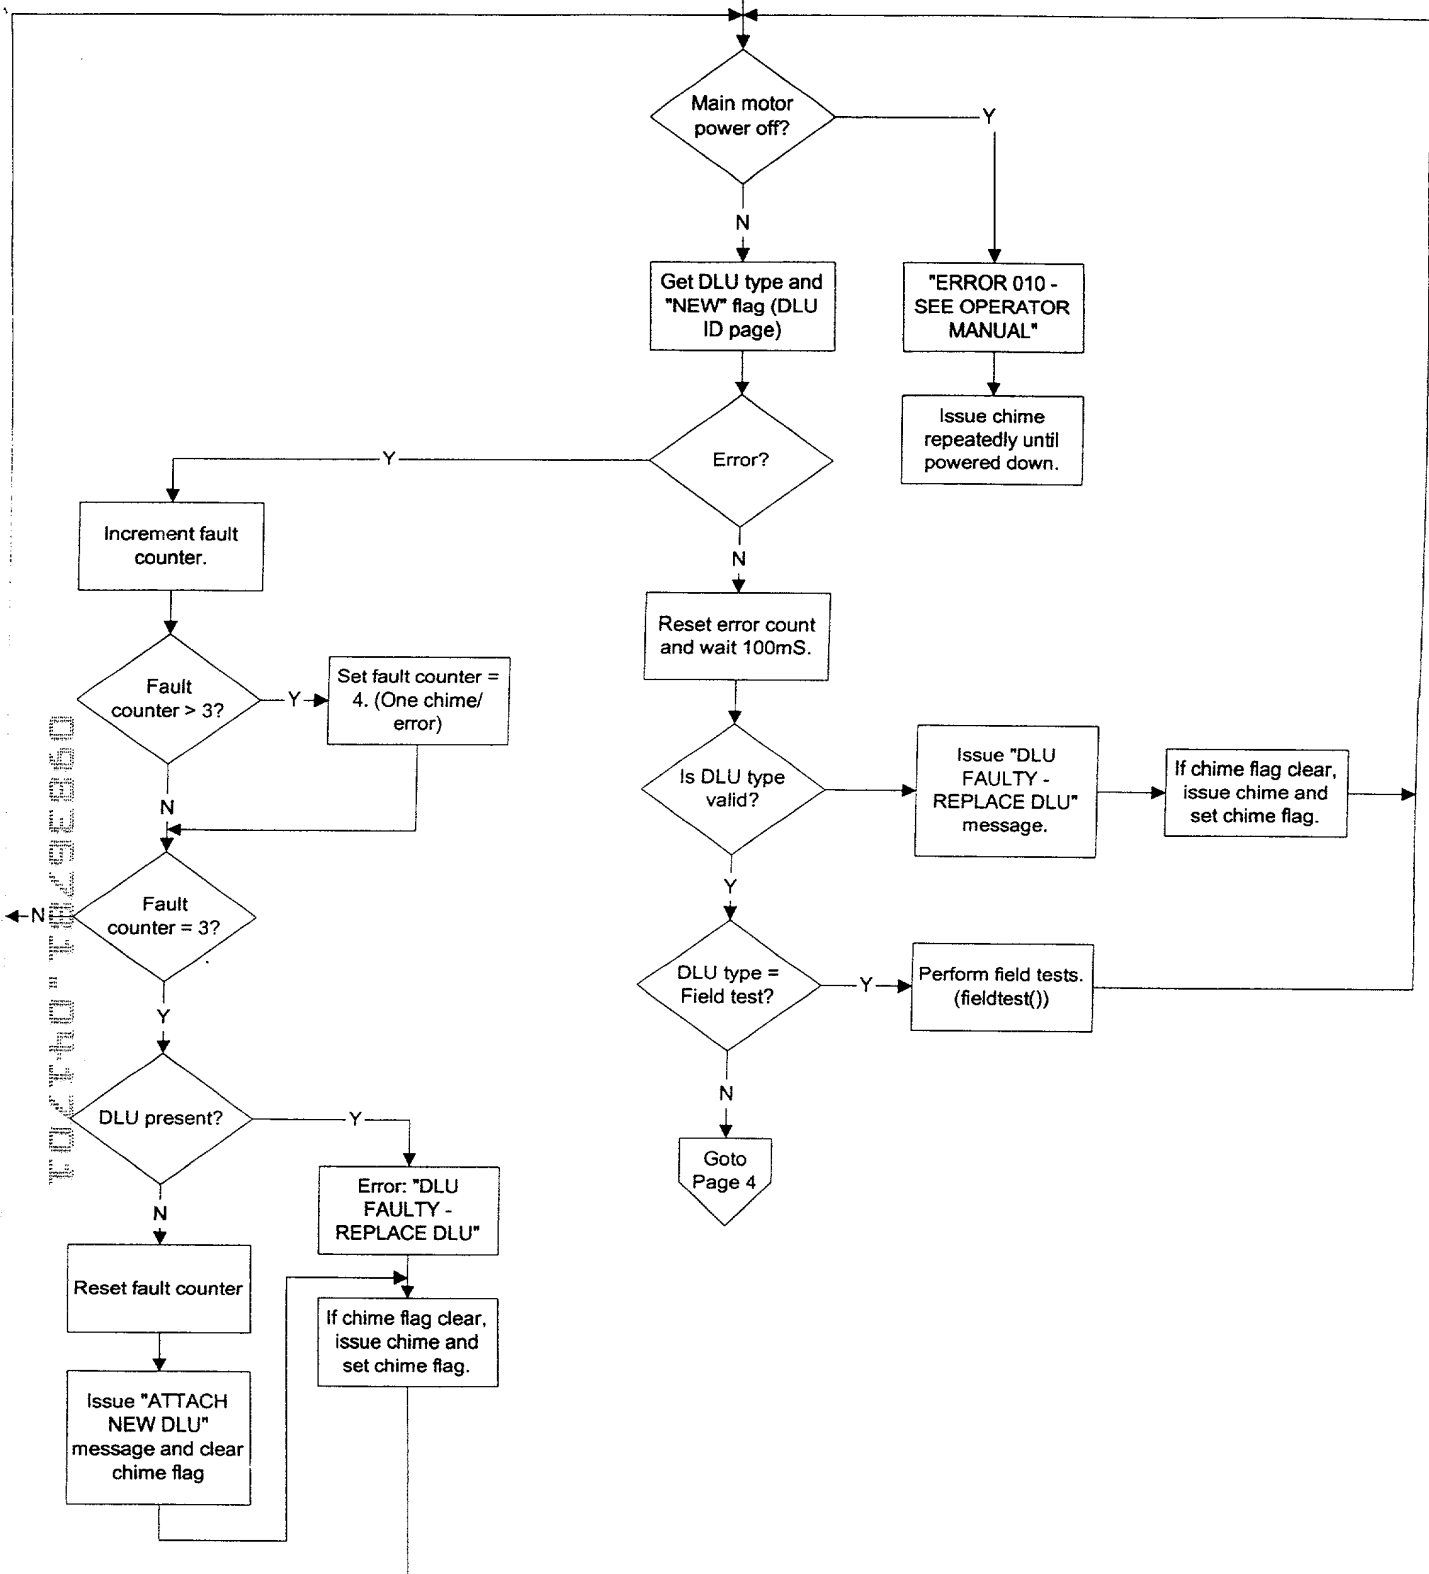 Main motor
power off?
Y
N
Get DLU type and
"NEW" flag (DLU
ID page)
"ERROR 010 -
SEE OPERATOR
MANUAL"
Issue chime
repeatedly until
powered down.
Error?
Y
N
Increment fault
counter.
Reset error count
and wait 100mS.
Fault
counter > 3?
Y
Set fault counter =
4. (One chime/
error)
N
Is DLU type
valid?
Issue "DLU
FAULTY -
REPLACE DLU"
message.
If chime flag clear,
issue chime and
set chime flag.
Y
Fault
counter = 3?
N
Y
DLU type =
Field test?
Y
Perform field tests.
(fieldtest())
N
Goto
Page 4
DLU present?
Y
N
Error: "DLU
FAULTY -
REPLACE DLU"
Reset fault counter
If chime flag clear,
issue chime and
set chime flag.
Issue "ATTACH
NEW DLU"
message and clear
chime flag
09836781.041701